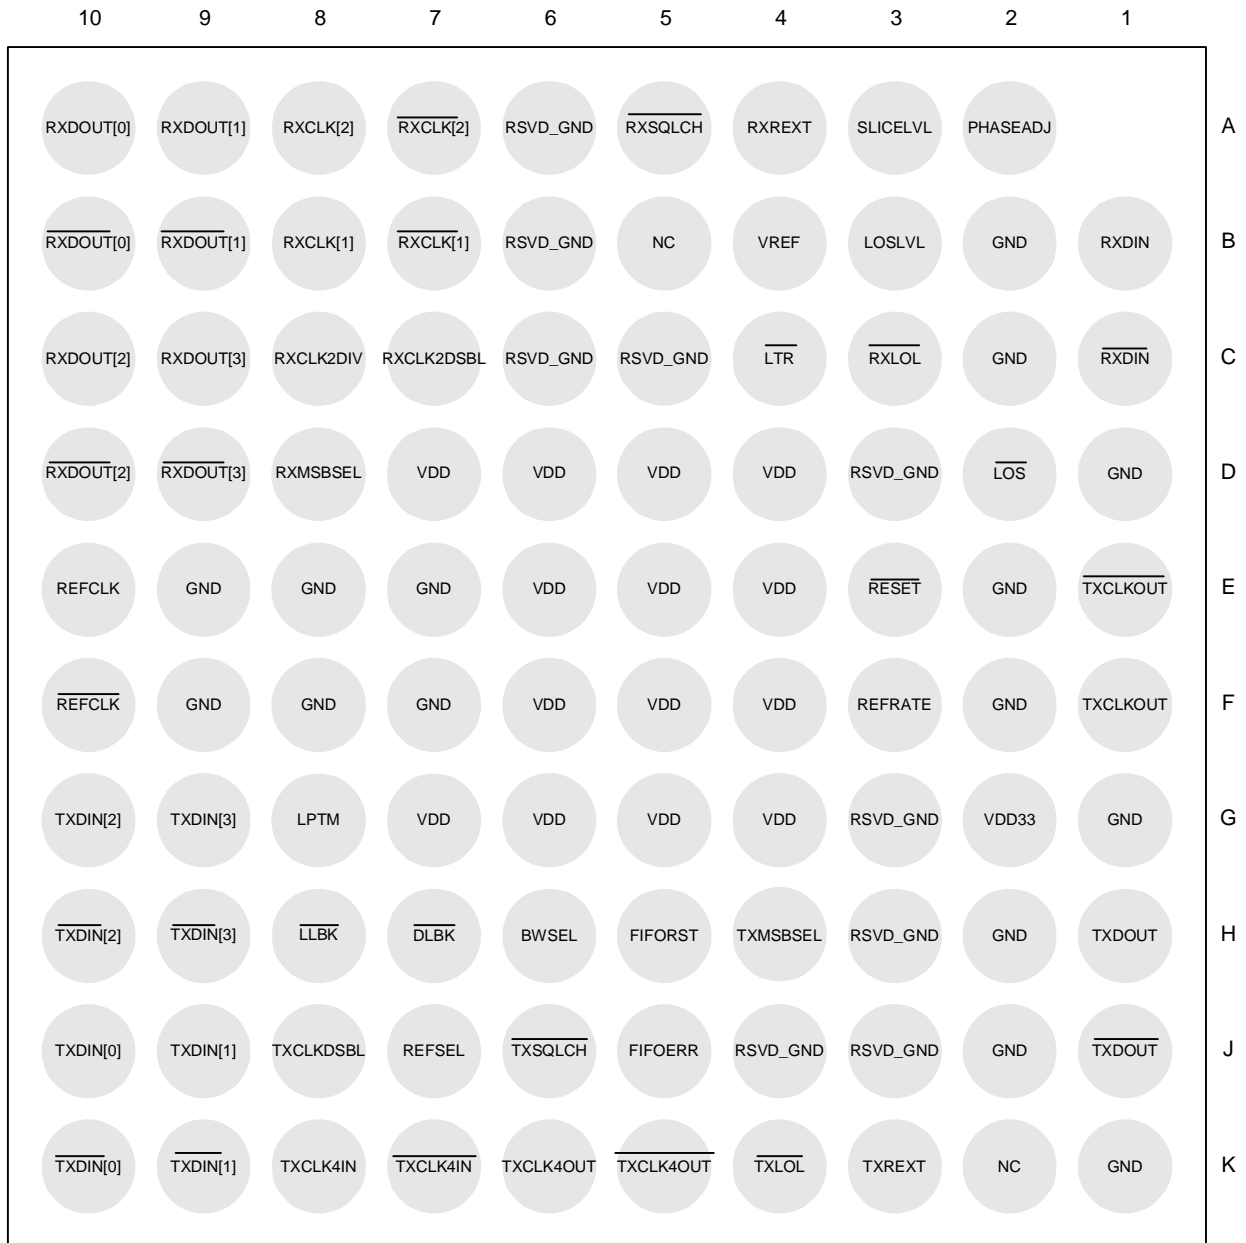 10 9 8 7 6 5 4 3 2 1
RXDOUT[0] RXDOUT[1] RXCLK[2] RXCLK[2] RSVD_GND RXSQLCH RXREXT SLICELVL PHASEADJ A
RXDOUT[0] RXDOUT[1] RXCLK[1] RXCLK[1] RSVD_GND NC VREF LOSLVL GND RXDIN B
RXDOUT[2] RXDOUT[3] RXCLK2DIV RXCLK2DSBL RSVD_GND RSVD_GND LTR RXLOL GND RXDIN C
RXDOUT[2] RXDOUT[3] RXMSBSEL VDD VDD VDD VDD RSVD_GND LOS GND D
REFCLK GND GND GND VDD VDD VDD RESET GND TXCLKOUT E
REFCLK GND GND GND VDD VDD VDD REFRATE GND TXCLKOUT F
TXDIN[2] TXDIN[3] LPTM VDD VDD VDD VDD RSVD_GND VDD33 GND G
TXDIN[2] TXDIN[3] LLBK DLBK BWSEL FIFORST TXMSBSEL RSVD_GND GND TXDOUT H
TXDIN[0] TXDIN[1] TXCLKDSBL REFSEL TXSQLCH FIFOERR RSVD_GND RSVD_GND GND TXDOUT J
TXDIN[0] TXDIN[1] TXCLK4IN TXCLK4IN TXCLK4OUT TXCLK4OUT TXLOL TXREXT NC GND K